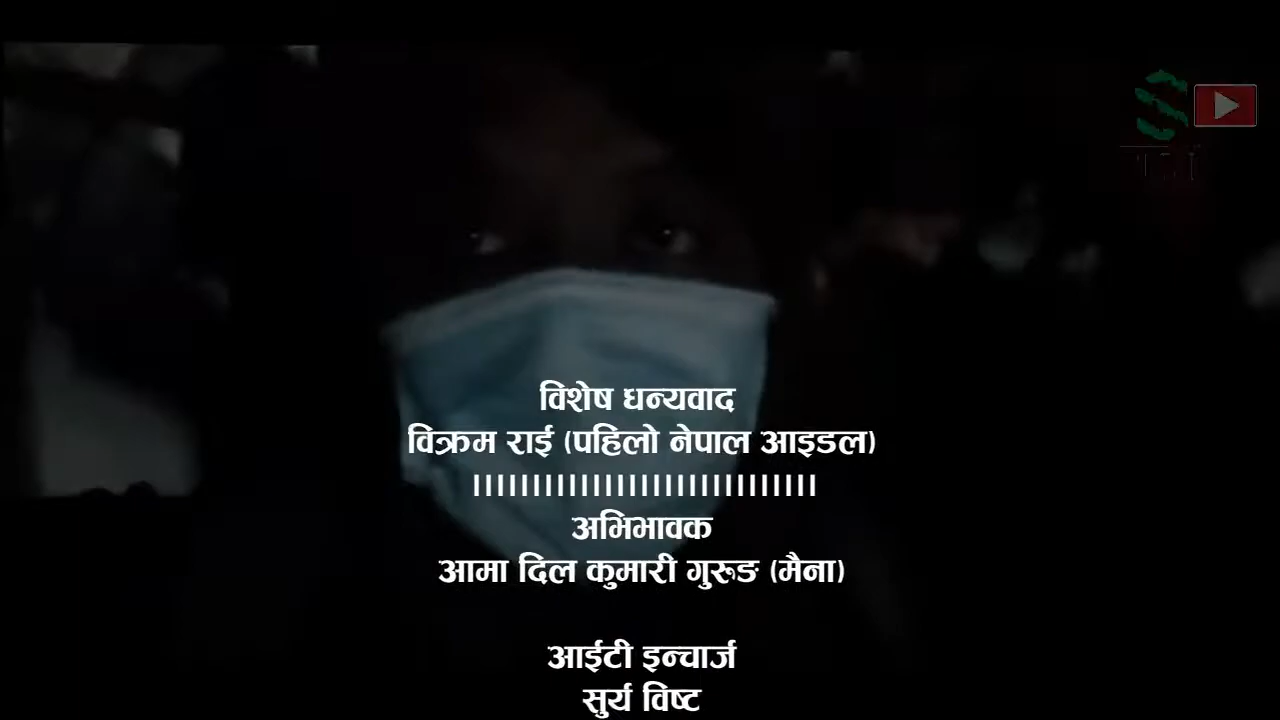 विशेष धन्यवाद
विक्रम राई (पहिलो नेपाल आइडल)
।।।।।।।।।।।।।।।।।।।।।।।।।।।।।
अभिभावक
आमा दिल कुमारी गुरूङ (मैना)
आईटी इन्चार्ज
सुर्य विष्ट